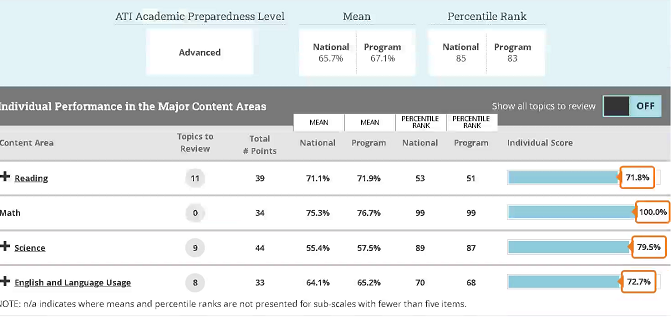 ATI Academic Preparedness Level
Mean
Percentile Rank
Advanced
National Program
65.7% 67.1%
National Program
85 83
Individual Performance in the Major Content Areas
Show all topics to review OFF
MEAN MEAN PERCENTILE RANK PERCENTILE RANK
Content Area Topics to Review Total # Points National Program National Program Individual Score
+ Reading 11 39 71.1% 71.9% 53 51 71.8%
Math 0 34 75.3% 76.7% 99 99 100.0%
+ Science 9 44 55.4% 57.5% 89 87 79.5%
+ English and Language Usage 8 33 64.1% 65.2% 70 68 72.7%
NOTE: n/a indicates where means and percentile ranks are not presented for sub-scales with fewer than five items.